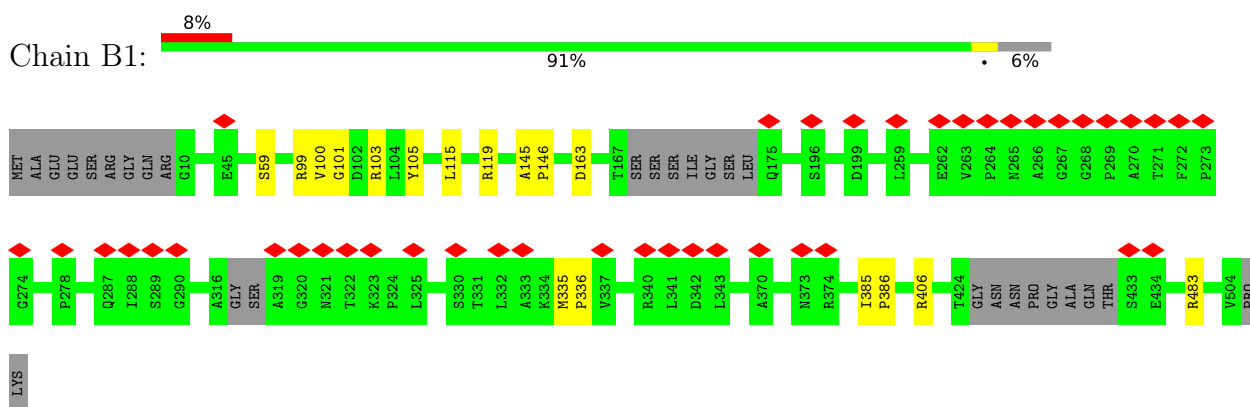 8%
Chain B1:
91%
•
6%
MET ALA GLU GLU SER ARG GLY GLN ARG G10 E45 S59 R99 V100 G101 D102 R103 L104 Y105 L115 R119 A145 P146 D163 T167 SER SER SER ILE GLY SER LEU Q175 S196 D199 L259 E262 V263 P264 N265 A266 G267 G268 P269 A270 T271 F272 P273
G274 P278 Q287 I288 S289 G290 A316 GLY SER A319 G320 N321 T322 K323 P324 L325 S330 T331 L332 A333 K334 M335 P336 V337 R340 L341 D342 L343 A370 N373 R374 I385 P386 R406 T424 GLY ASN ASN PRO GLY ALA GLN THR S433 E434 R483 V504 PRO
LYS